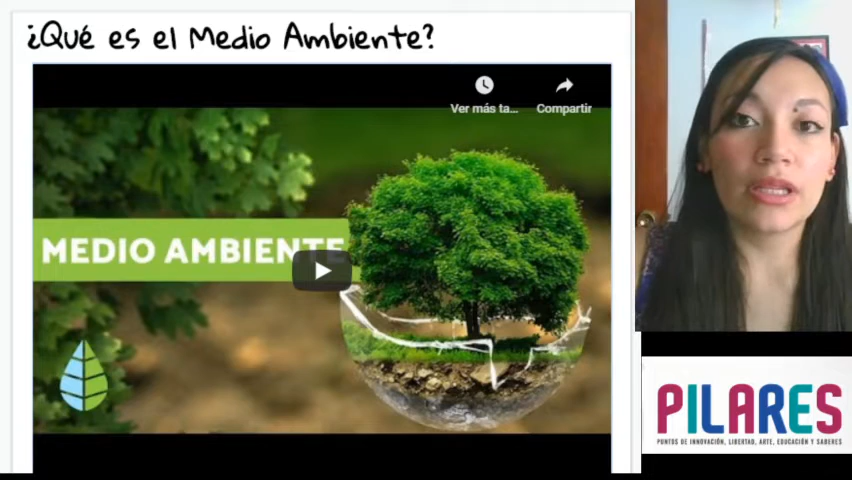 ¿Qué es el Medio Ambiente?
Ver más ta...
Compartir
MEDIO AMBIENTE
PILARES
PUNTOS DE INNOVACIÓN, LIBERTAD, ARTE, EDUCACIÓN Y SABERES